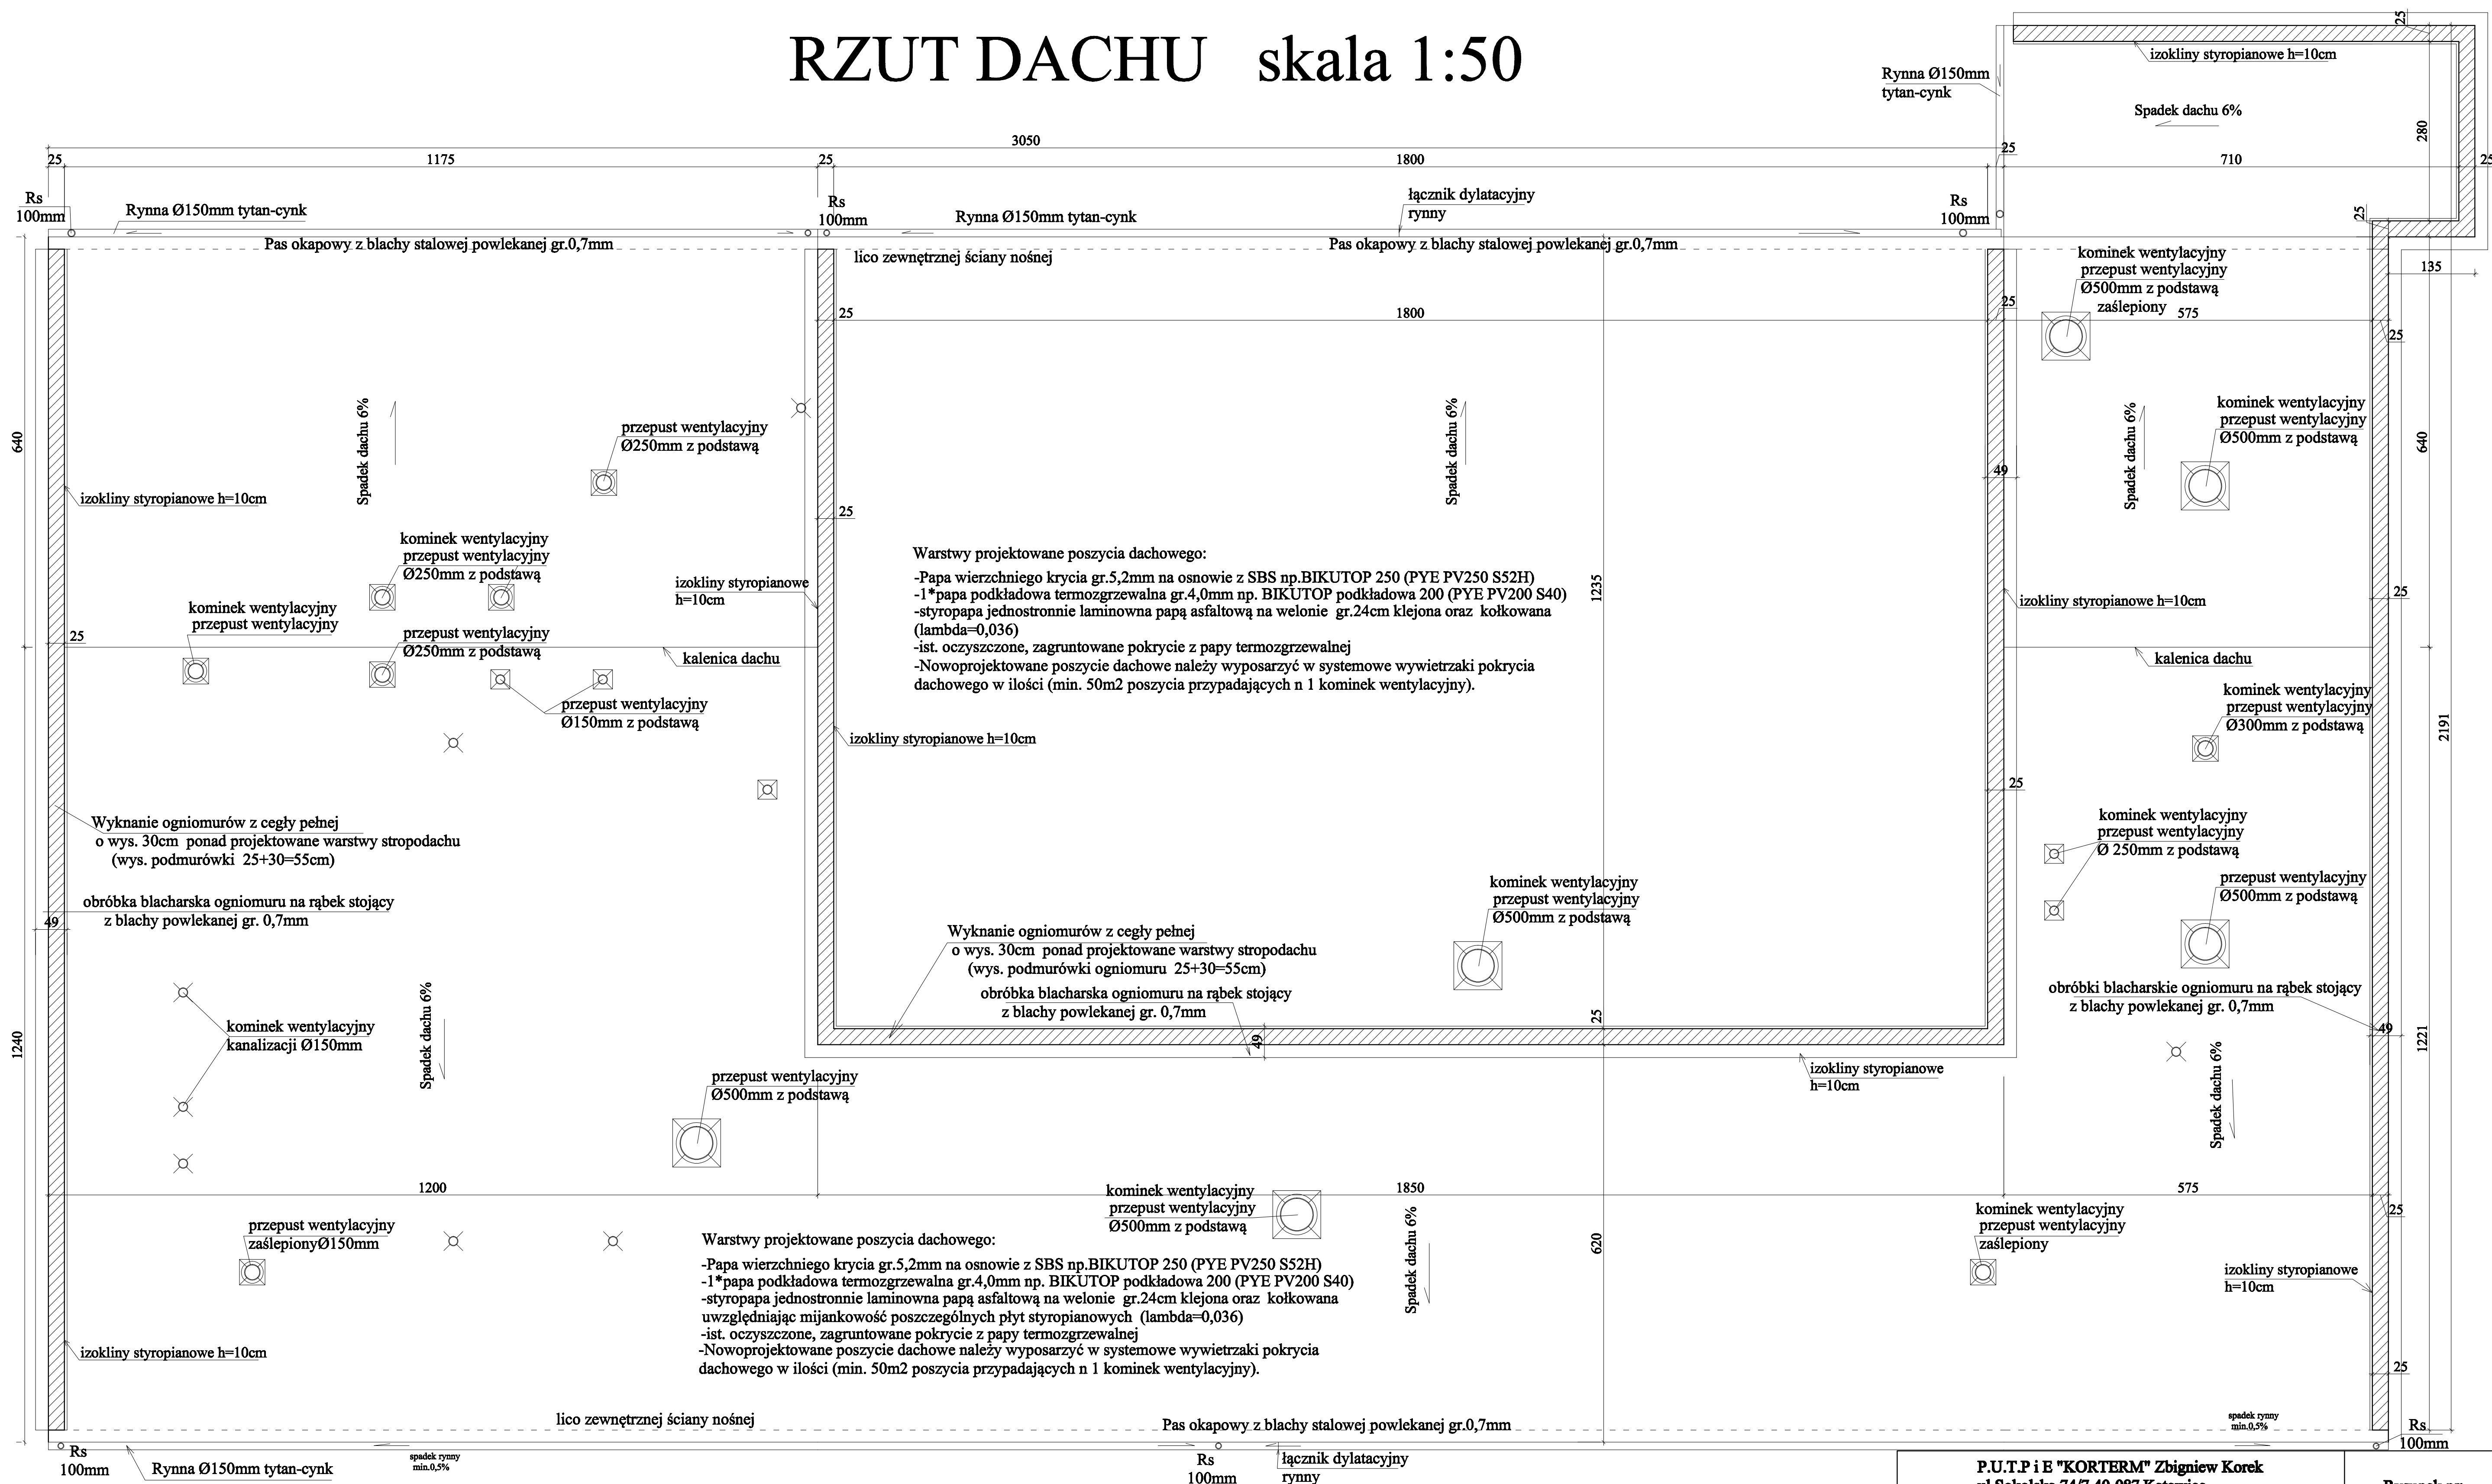 RZUT DACHU skala 1:50
25
izokliny styropianowe h=10cm
Rynna Ø150mm
tytan-cynk
Spadek dachu 6%
280
3050
25
1175
25
1800
25
710
25
Rs
100mm
Rynna Ø150mm tytan-cynk
Rs
100mm
Rynna Ø150mm tytan-cynk
łącznik dylatacyjny
rynny
Rs
100mm
25
Pas okapowy z blachy stalowej powlekanej gr.0,7mm
lico zewnętrznej ściany nośnej
Pas okapowy z blachy stalowej powlekanej gr.0,7mm
kominek wentylacyjny
przepust wentylacyjny
Ø500mm z podstawą
zaślepiony
135
25
1800
25
575
25
640
Spadek dachu 6%
przepust wentylacyjny
Ø250mm z podstawą
Spadek dachu 6%
Spadek dachu 6%
kominek wentylacyjny
przepust wentylacyjny
Ø500mm z podstawą
640
49
izokliny styropianowe h=10cm
25
kominek wentylacyjny
przepust wentylacyjny
Ø250mm z podstawą
izokliny styropianowe
h=10cm
kominek wentylacyjny
przepust wentylacyjny
25
przepust wentylacyjny
Ø250mm z podstawą
kalenica dachu
przepust wentylacyjny
Ø150mm z podstawą
Warstwy projektowane poszycia dachowego:
-Papa wierzchniego krycia gr.5,2mm na osnowie z SBS np.BIKUTOP 250 (PYE PV250 S52H)
-1*papa podkładowa termozgrzewalna gr.4,0mm np. BIKUTOP podkładowa 200 (PYE PV200 S40)
-styropapa jednostronnie laminowna papą asfaltową na welonie gr.24cm klejona oraz kołkowana
(lambda=0,036)
-ist. oczyszczone, zagruntowane pokrycie z papy termozgrzewalnej
-Nowoprojektowane poszycie dachowe należy wyposarzyć w systemowe wywietrzaki pokrycia
dachowego w ilości (min. 50m2 poszycia przypadających n 1 kominek wentylacyjny).
1235
25
izokliny styropianowe h=10cm
kalenica dachu
kominek wentylacyjny
przepust wentylacyjny
Ø300mm z podstawą
2191
izokliny styropianowe h=10cm
25
Wyknanie ogniomurów z cegły pełnej
o wys. 30cm ponad projektowane warstwy stropodachu
(wys. podmurówki 25+30=55cm)
kominek wentylacyjny
przepust wentylacyjny
Ø 250mm z podstawą
obróbka blacharska ogniomuru na rąbek stojący
z blachy powlekanej gr. 0,7mm
49
kominek wentylacyjny
przepust wentylacyjny
Ø500mm z podstawą
przepust wentylacyjny
Ø500mm z podstawą
Wyknanie ogniomurów z cegły pełnej
o wys. 30cm ponad projektowane warstwy stropodachu
(wys. podmurówki ogniomuru 25+30=55cm)
obróbka blacharska ogniomuru na rąbek stojący
z blachy powlekanej gr. 0,7mm
obróbki blacharskie ogniomuru na rąbek stojący
z blachy powlekanej gr. 0,7mm
1240
Spadek dachu 6%
kominek wentylacyjny
kanalizacji Ø150mm
49
25
49
1221
izokliny styropianowe
h=10cm
Spadek dachu 6%
przepust wentylacyjny
Ø500mm z podstawą
1200
1850
575
25
kominek wentylacyjny
przepust wentylacyjny
Ø500mm z podstawą
Spadek dachu 6%
620
kominek wentylacyjny
przepust wentylacyjny
zaślepiony
przepust wentylacyjny
zaślepionyØ150mm
izokliny styropianowe
h=10cm
Warstwy projektowane poszycia dachowego:
-Papa wierzchniego krycia gr.5,2mm na osnowie z SBS np.BIKUTOP 250 (PYE PV250 S52H)
-1*papa podkładowa termozgrzewalna gr.4,0mm np. BIKUTOP podkładowa 200 (PYE PV200 S40)
-styropapa jednostronnie laminowna papą asfaltową na welonie gr.24cm klejona oraz kołkowana
uwzględniając mijankowość poszczególnych płyt styropianowych (lambda=0,036)
-ist. oczyszczone, zagruntowane pokrycie z papy termozgrzewalnej
-Nowoprojektowane poszycie dachowe należy wyposarzyć w systemowe wywietrzaki pokrycia
dachowego w ilości (min. 50m2 poszycia przypadających n 1 kominek wentylacyjny).
izokliny styropianowe h=10cm
25
lico zewnętrznej ściany nośnej
Pas okapowy z blachy stalowej powlekanej gr.0,7mm
spadek rynny
min.0,5%
Rs
100mm
Rs
100mm
Rynna Ø150mm tytan-cynk
spadek rynny
min.0,5%
Rs
100mm
łącznik dylatacyjny
rynny
P.U.T.P i E "KORTERM" Zbigniew Korek